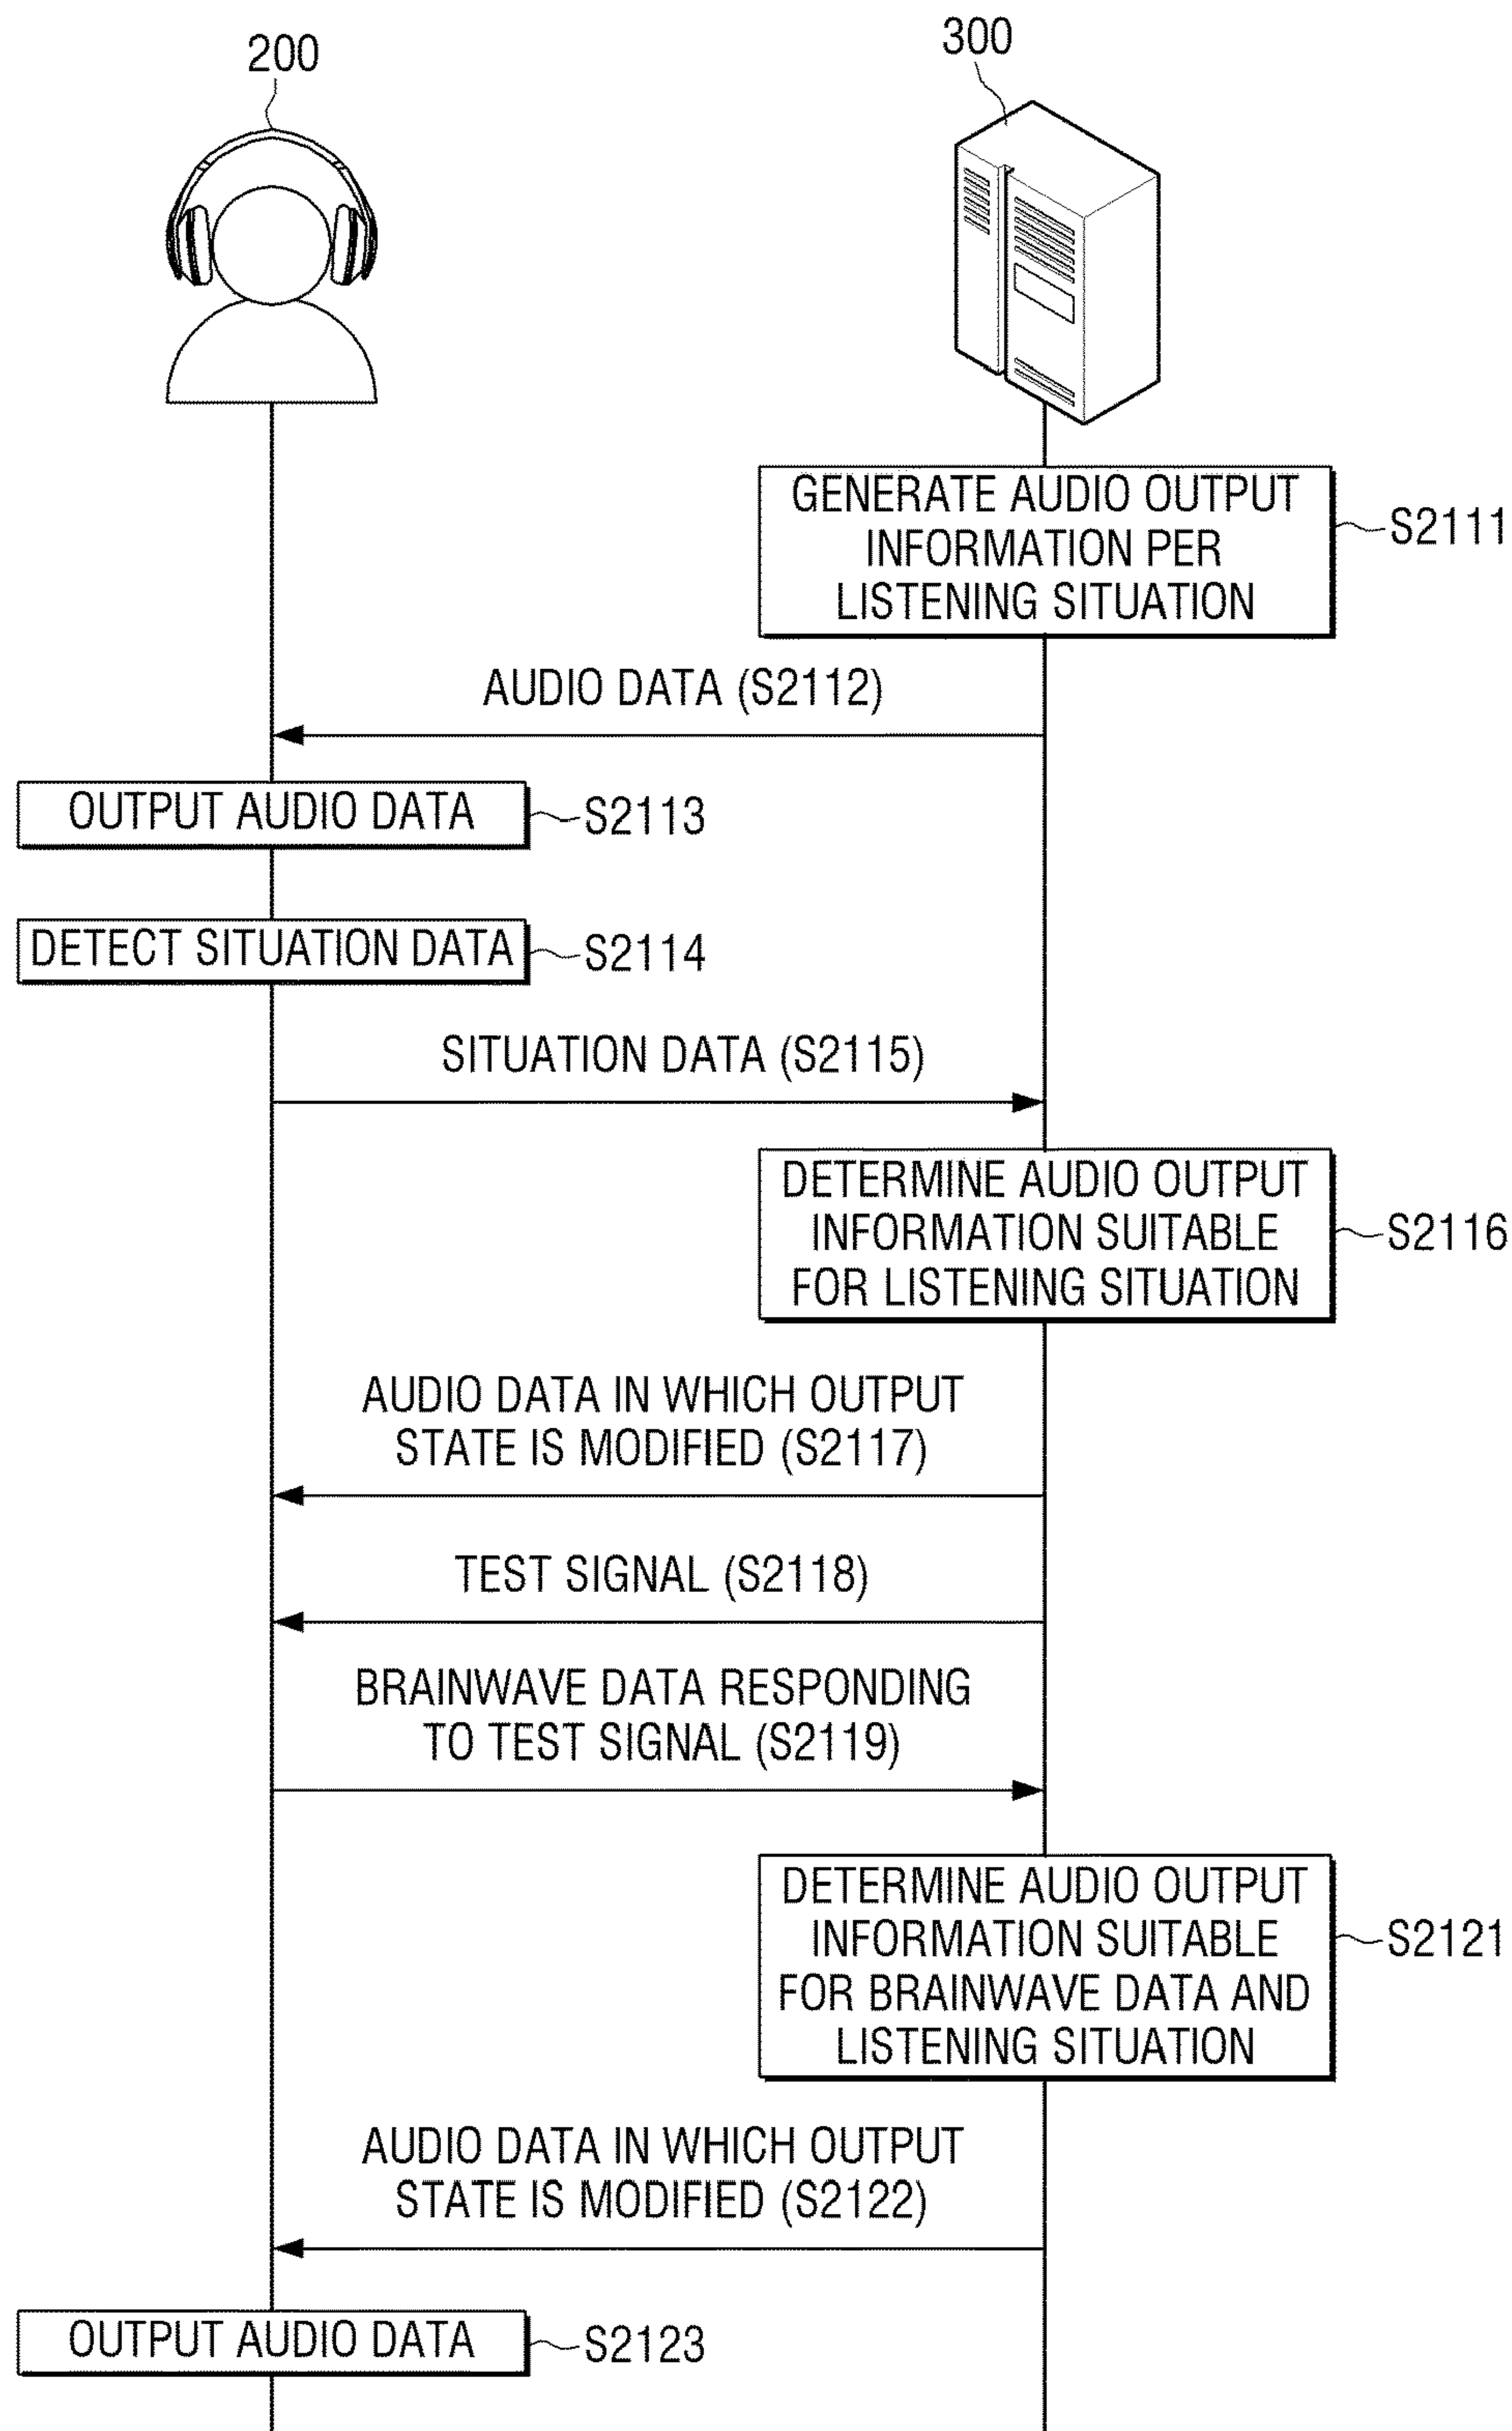 200
300
GENERATE AUDIO OUTPUT
INFORMATION PER
LISTENING SITUATION
S2111
AUDIO DATA (S2112)
OUTPUT AUDIO DATA
S2113
DETECT SITUATION DATA
S2114
SITUATION DATA (S2115)
DETERMINE AUDIO OUTPUT
INFORMATION SUITABLE
FOR LISTENING SITUATION
S2116
AUDIO DATA IN WHICH OUTPUT
STATE IS MODIFIED (S2117)
TEST SIGNAL (S2118)
BRAINWAVE DATA RESPONDING
TO TEST SIGNAL (S2119)
DETERMINE AUDIO OUTPUT
INFORMATION SUITABLE
FOR BRAINWAVE DATA AND
LISTENING SITUATION
S2121
AUDIO DATA IN WHICH OUTPUT
STATE IS MODIFIED (S2122)
OUTPUT AUDIO DATA
S2123